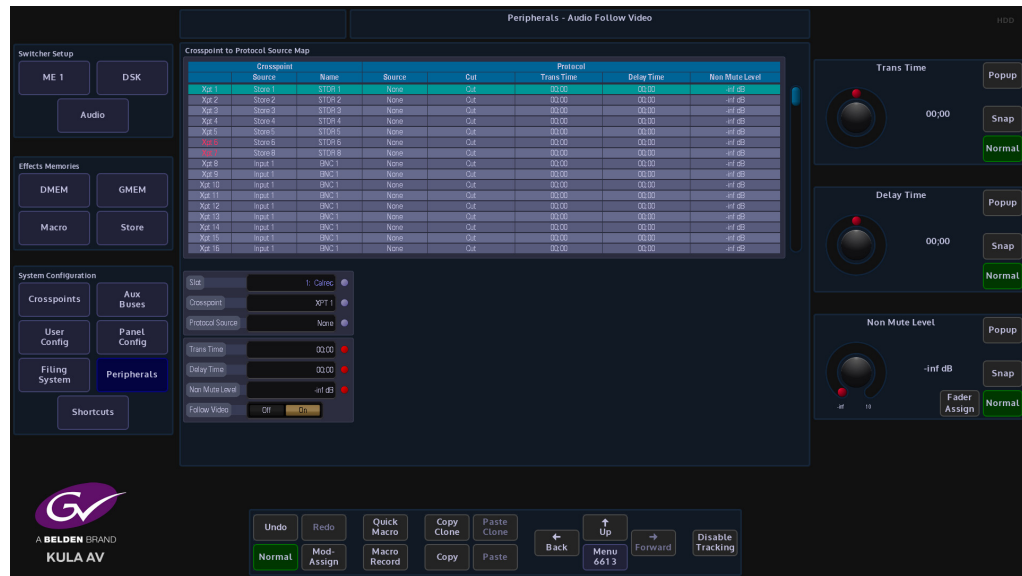 Peripherals - Audio Follow Video
HDD
Switcher Setup
ME 1
DSK
Audio
Effects Memories
DMEM
GMEM
Macro
Store
System Configuration
Crosspoints
Aux
Buses
User
Config
Panel
Config
Filing
System
Peripherals
Shortcuts
Crosspoint to Protocol Source Map
Crosspoint Protocol
Source Name Source Cut Trans Time Delay Time Non Mute Level
Xpt 1 Store 1 STOR 1 None Cut 00;00 00;00 -inf dB
Xpt 2 Store 2 STOR 2 None Cut 00;00 00;00 -inf dB
Xpt 3 Store 3 STOR 3 None Cut 00;00 00;00 -inf dB
Xpt 4 Store 4 STOR 4 None Cut 00;00 00;00 -inf dB
Xpt 5 Store 5 STOR 5 None Cut 00;00 00;00 -inf dB
Xpt 6 Store 6 STOR 6 None Cut 00;00 00;00 -inf dB
Store 8 STOR 8 None Cut 00;00 00;00 -inf dB
Xpt 8 Input 1 BNC 1 None Cut 00;00 00;00 -inf dB
Xpt 9 Input 1 BNC 1 None Cut 00;00 00;00 -inf dB
Xpt 10 Input 1 BNC 1 None Cut 00;00 00;00 -inf dB
Xpt 11 Input 1 BNC 1 None Cut 00;00 00;00 -inf dB
Xpt 12 Input 1 BNC 1 None Cut 00;00 00;00 -inf dB
Xpt 13 Input 1 BNC 1 None Cut 00;00 00;00 -inf dB
Xpt 14 Input 1 BNC 1 None Cut 00;00 00;00 -inf dB
Xpt 15 Input 1 BNC 1 None Cut 00;00 00;00 -inf dB
Xpt 16 Input 1 BNC 1 None Cut 00;00 00;00 -inf dB
Slot 1: Calrec
Crosspoint XPT 1
Protocol Source None
Trans Time 00;00
Delay Time 00;00
Non Mute Level -inf dB
Follow Video Off On
Trans Time
Popup
00;00
Snap
Normal
Delay Time
Popup
00;00
Snap
Normal
Non Mute Level
Popup
-inf dB
Snap
-inf 10
Fader
Assign
Normal
GV
A BELDEN BRAND
KULA AV
Undo
Redo
Quick
Macro
Copy
Clone
Paste
Clone
Normal
Mod-
Assign
Macro
Record
Copy
Paste
← Back
↑ Up
→ Forward
Menu
6613
Disable
Tracking